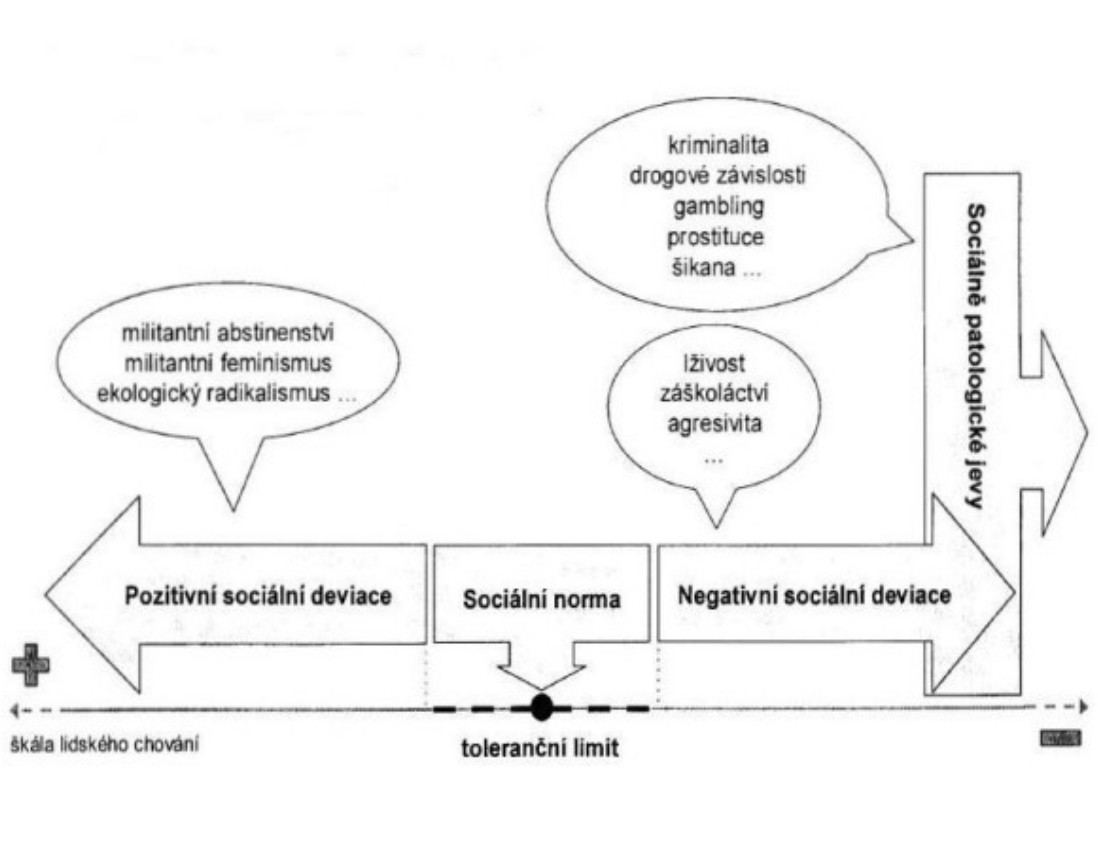 kriminalita
drogové závislosti
gambling
prostituce
šikana ...
Sociálně patologické jevy
militantní abstinenství
militantní feminismus
ekologický radikalismus ...
lživost
záškoláctví
agresivita
...
Pozitivní sociální deviace
Sociální norma
Negativní sociální deviace
škála lidského chování
toleranční limit